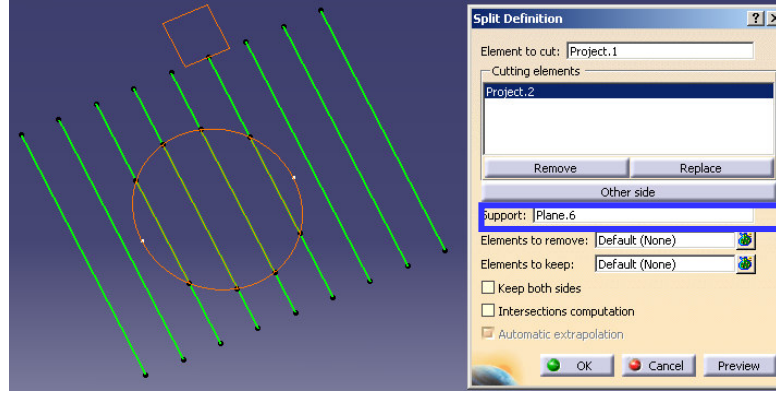 Split Definition
Element to cut: Project.1
Cutting elements
Project.2
Remove Replace
Other side
Support: Plane.6
Elements to remove: Default (None)
Elements to keep: Default (None)
Keep both sides
Intersections computation
Automatic extrapolation
OK Cancel Preview